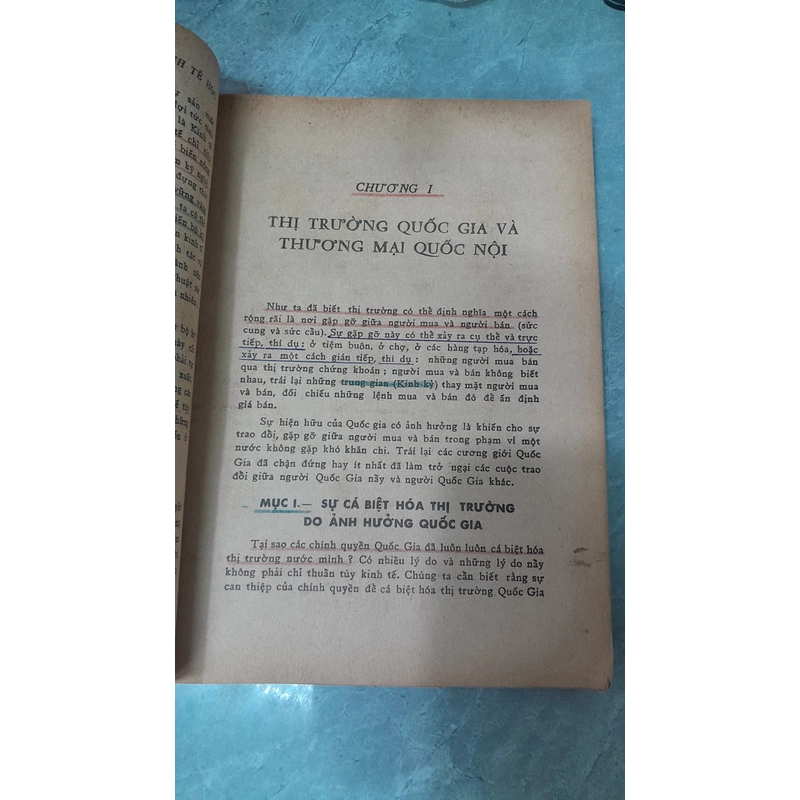 TẾ HỌC
CHƯƠNG I
THỊ TRƯỜNG QUỐC GIA VÀ
THƯƠNG MẠI QUỐC NỘI
Như ta đã biết thị trường có thể định nghĩa một cách
rộng rãi là nơi gặp gỡ giữa người mua và người bán (sức
cung và sức cầu). Sự gặp gỡ này có thể xảy ra cụ thể và trực
tiếp, thí dụ : ở tiệm buôn, ở chợ, ở các hàng tạp hóa, hoặc
xảy ra một cách gián tiếp, thí dụ : những người mua bán
qua thị trường chứng khoán ; người mua và bán không biết
nhau, trái lại những trung gian (Kinh kỷ) thay mặt người mua
và bán, đối chiếu những lệnh mua và bán đó để ấn định
giá bán.
Sự hiện hữu của Quốc gia có ảnh hưởng là khiến cho sự
trao đổi, gặp gỡ giữa người mua và bán trong phạm vi một
nước không gặp khó khăn chi. Trái lại các cương giới Quốc
Gia đã chận đứng hay ít nhất đã làm trở ngại các cuộc trao
đổi giữa người Quốc Gia nầy và người Quốc Gia khác.
MỤC I.— SỰ CÁ BIỆT HÓA THỊ TRƯỜNG
DO ẢNH HƯỞNG QUỐC GIA
Tại sao các chính quyền Quốc Gia đã luôn luôn cá biệt hóa
thị trường nước mình ? Có nhiều lý do và những lý do nầy
không phải chỉ thuần túy kinh tế. Chúng ta cần biết rằng sự
can thiệp của chính quyền để cá biệt hóa thị trường Quốc Gia